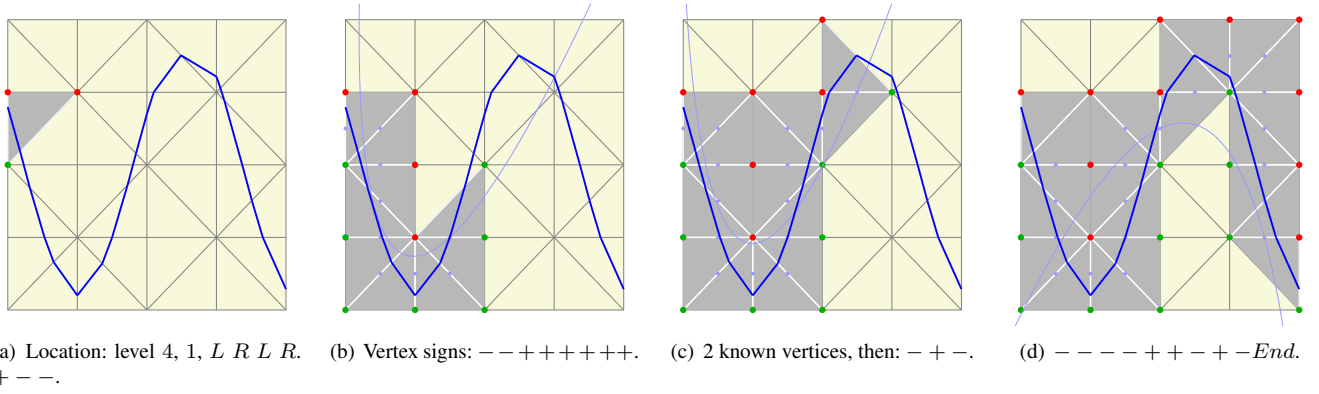 a) Location: level 4, 1, L R L R. (b) Vertex signs: − − + + + + + +. (c) 2 known vertices, then: − + −. (d) − − − − + + − + −End.
+ − −.